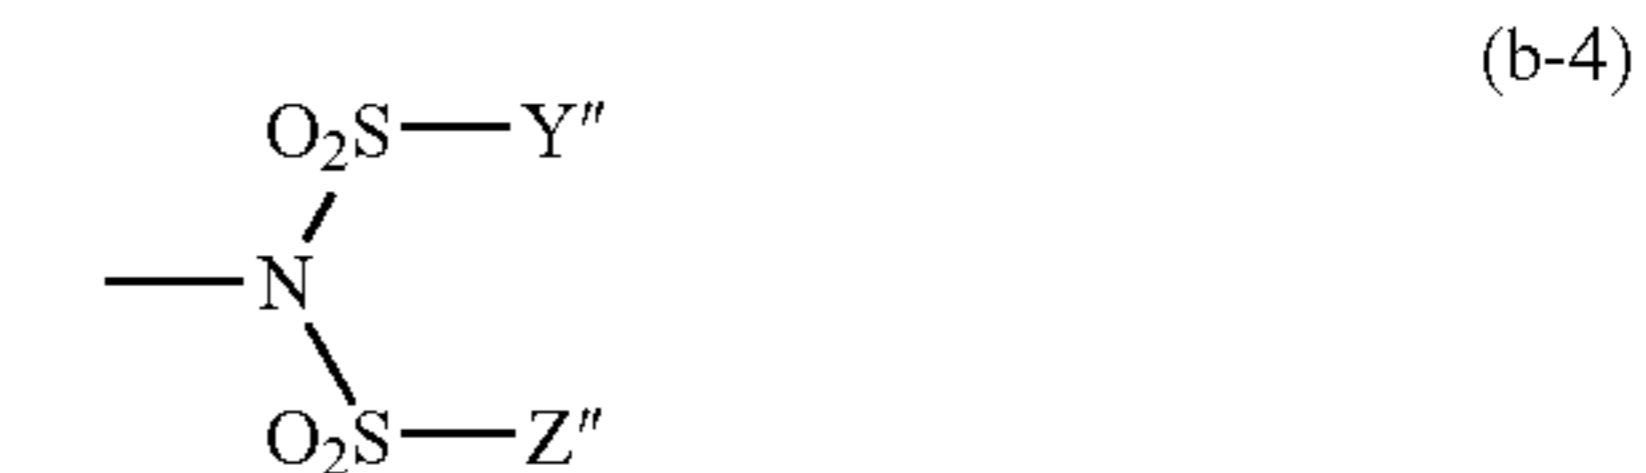 (b-4)
O₂S—Y″
—N
O₂S—Z″